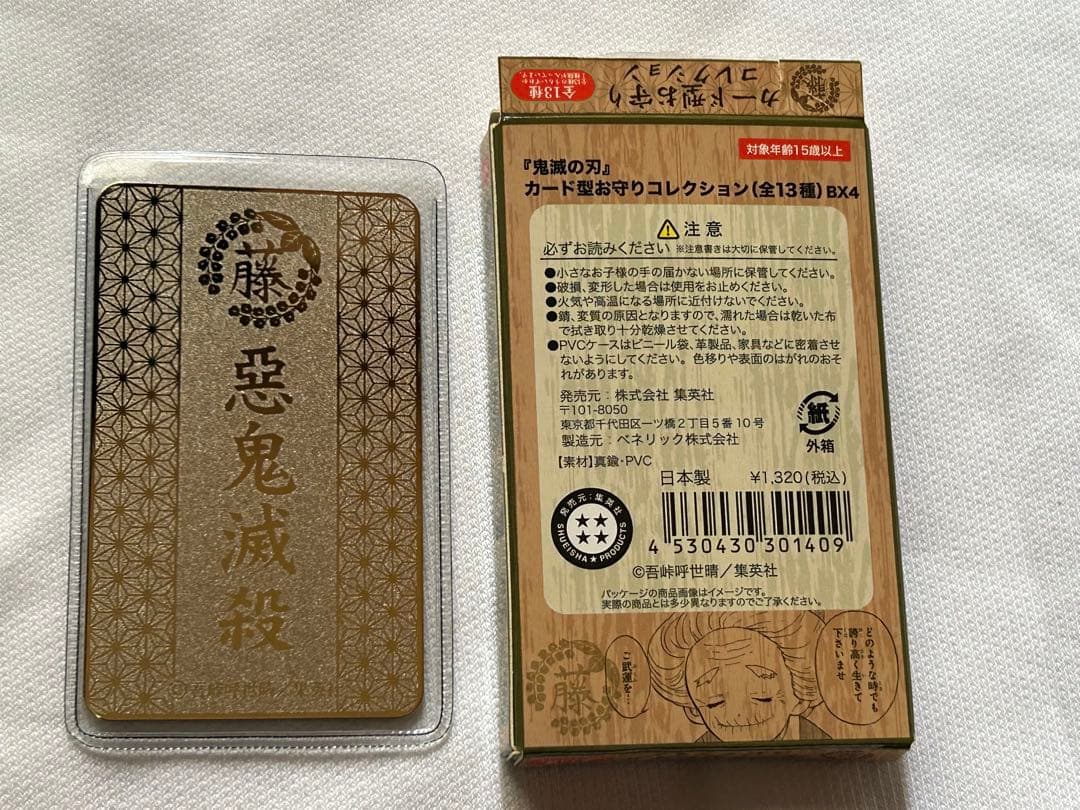 藤
惡鬼滅殺
カード型お守り
コレクション
全13種
藤
対象年齢15歳以上
『鬼滅の刃』
カード型お守りコレクション(全13種)BX4
注意
必ずお読みください ※注意書きは大切に保管してください。
●小さなお子様の手の届かない場所に保管してください。
●破損、変形した場合は使用をお止めください。
●火気や高温になる場所に近付けないでください。
●錆、変質の原因となりますので、濡れた場合は乾いた布
で拭き取り十分乾燥させてください。
●PVCケースはビニール袋、革製品、家具などに密着させ
ないようにしてください。色移りや表面のはがれのおそ
れがあります。
発売元:株式会社 集英社
〒101-8050
東京都千代田区一ツ橋2丁目5番10号
製造元:ベネリック株式会社
【素材】真鍮・PVC
紙
外箱
日本製 ¥1,320(税込)
発売元:集英社
SHUEISHA★PRODUCTS
4 530430 301409
©吾峠呼世晴/集英社
パッケージの商品画像はイメージです。
実際の商品とは多少異なりますのでご了承ください。
どのような時でも
誇り高く生きて
下さいませ
ご武運を…
藤